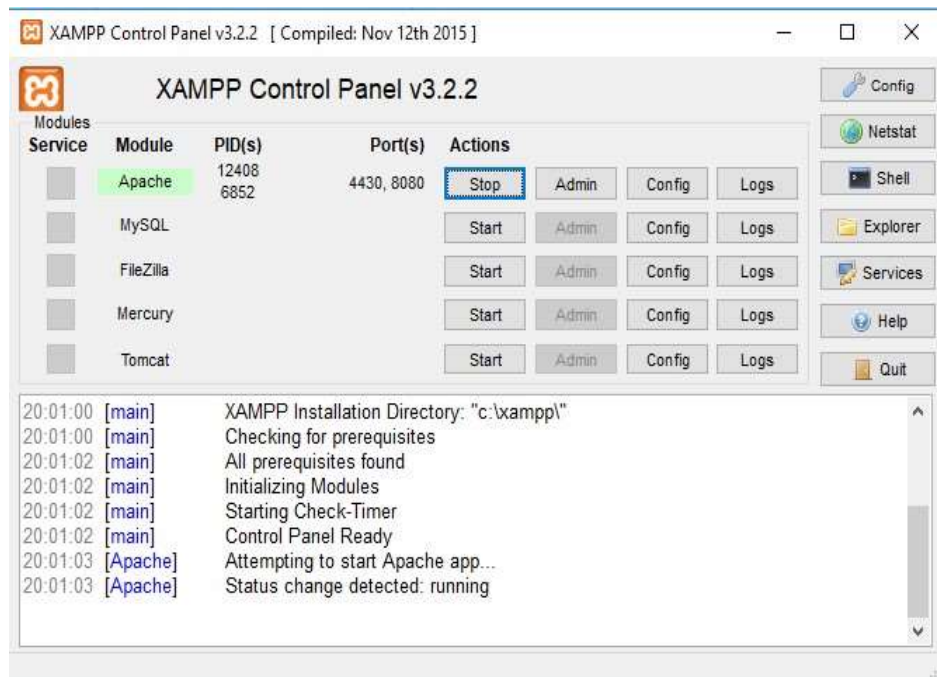 XAMPP Control Panel v3.2.2 [ Compiled: Nov 12th 2015 ]
XAMPP Control Panel v3.2.2
Config
Netstat
Shell
Explorer
Services
Help
Quit
Modules
Service Module PID(s) Port(s) Actions
Apache 12408 6852 4430, 8080 Stop Admin Config Logs
MySQL Start Admin Config Logs
FileZilla Start Admin Config Logs
Mercury Start Admin Config Logs
Tomcat Start Admin Config Logs
20:01:00 [main] XAMPP Installation Directory: "c:\xampp\"
20:01:00 [main] Checking for prerequisites
20:01:02 [main] All prerequisites found
20:01:02 [main] Initializing Modules
20:01:02 [main] Starting Check-Timer
20:01:02 [main] Control Panel Ready
20:01:03 [Apache] Attempting to start Apache app...
20:01:03 [Apache] Status change detected: running